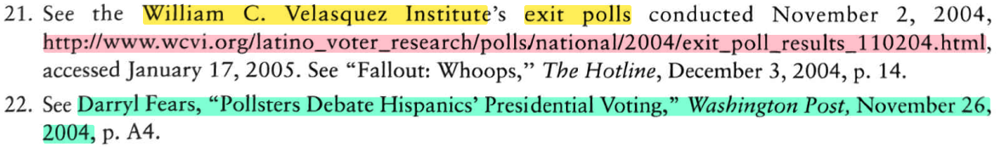 21. See the William C. Velasquez Institute's exit polls conducted November 2, 2004,
http://www.wcvi.org/latino_voter_research/polls/national/2004/exit_poll_results_110204.html,
accessed January 17, 2005. See “Fallout: Whoops,” The Hotline, December 3, 2004, p. 14.
22. See Darryl Fears, “Pollsters Debate Hispanics’ Presidential Voting,” Washington Post, November 26,
2004, p. A4.